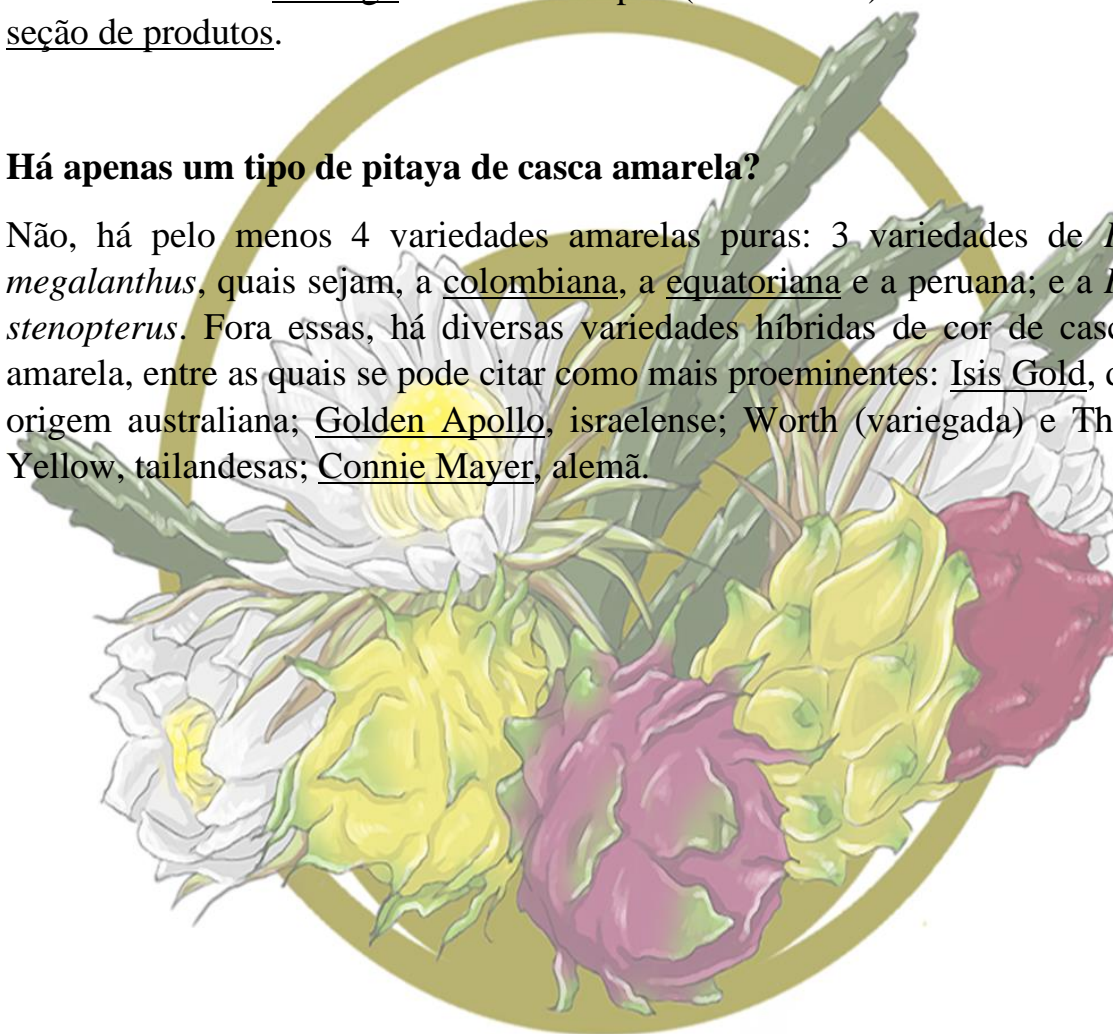 seção de produtos.
Há apenas um tipo de pitaya de casca amarela?
Não, há pelo menos 4 variedades amarelas puras: 3 variedades de
megalanthus, quais sejam, a colombiana, a equatoriana e a peruana; e a
stenopterus. Fora essas, há diversas variedades híbridas de cor de
amarela, entre as quais se pode citar como mais proeminentes: Isis Gold,
origem australiana; Golden Apollo, israelense; Worth (variegada) e
Yellow, tailandesas; Connie Mayer, alemã.